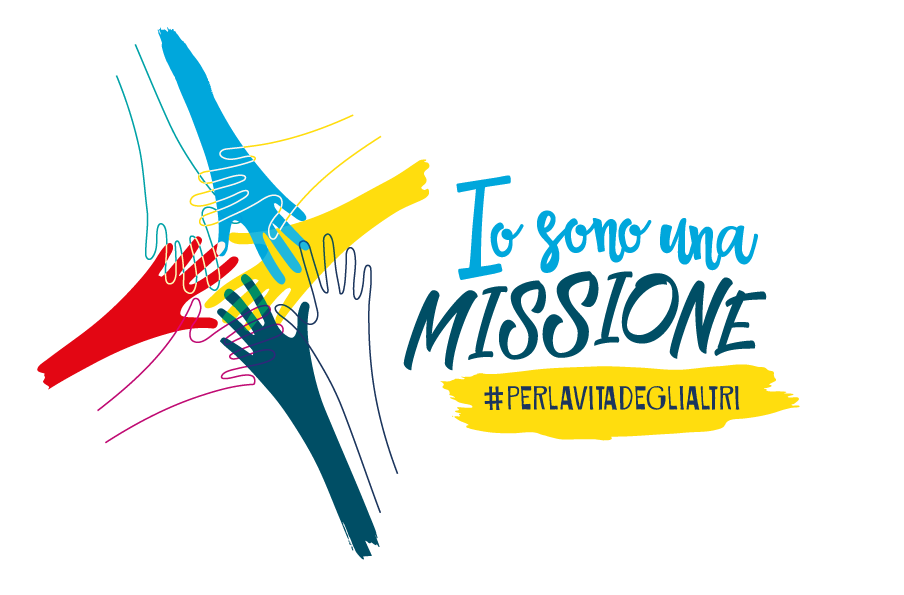 Io sono una
MISSIONE
#PERLAVITADEGLIALTRI